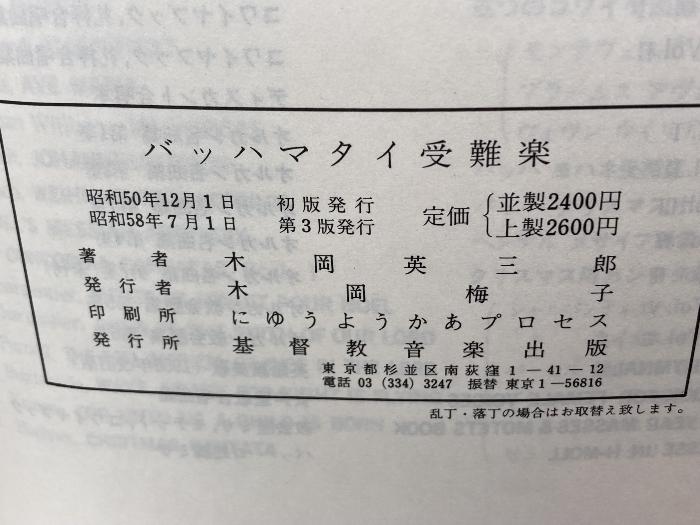 バッハマタイ受難楽
昭和50年12月1日　初版発行　定価　並製2400円
昭和58年7月1日　第3版発行　上製2600円
著者　木岡英三郎
発行者　木岡梅子
印刷所　にゆうようかあプロセス
発行所　基督教音楽出版
東京都杉並区南荻窪1－41－12
電話03（334）3247　振替東京1－56816
乱丁・落丁の場合はお取替え致します。